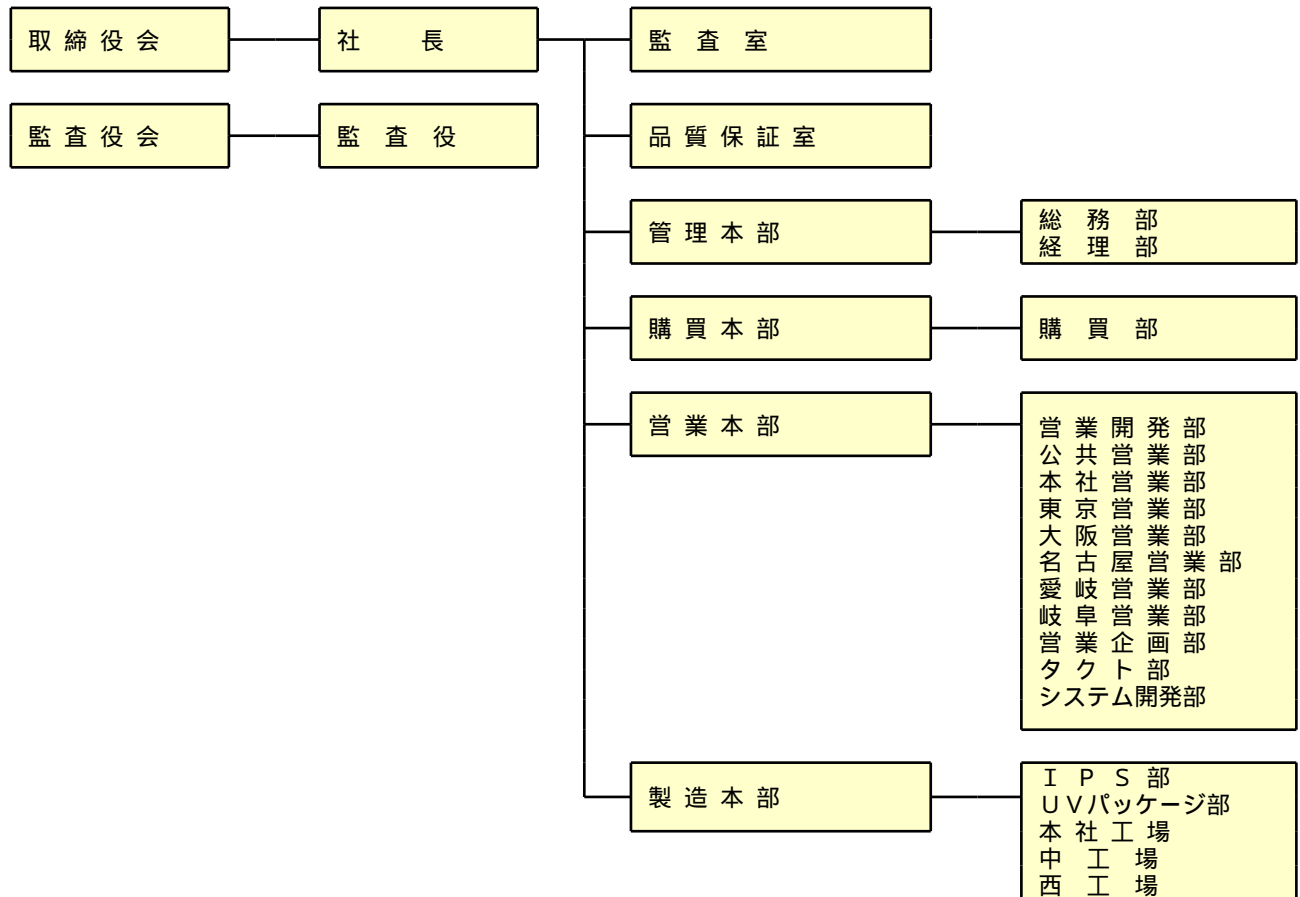 取締役会
社長
監査室
監査役会
監査役
品質保証室
管理本部
総務部
経理部
購買本部
購買部
営業本部
営業開発部
公共営業部
本社営業部
東京営業部
大阪営業部
名古屋営業部
愛岐営業部
岐阜営業部
営業企画部
タクト部
システム開発部
製造本部
ＩＰＳ部
ＵＶパッケージ部
本社工場
中工場
西工場